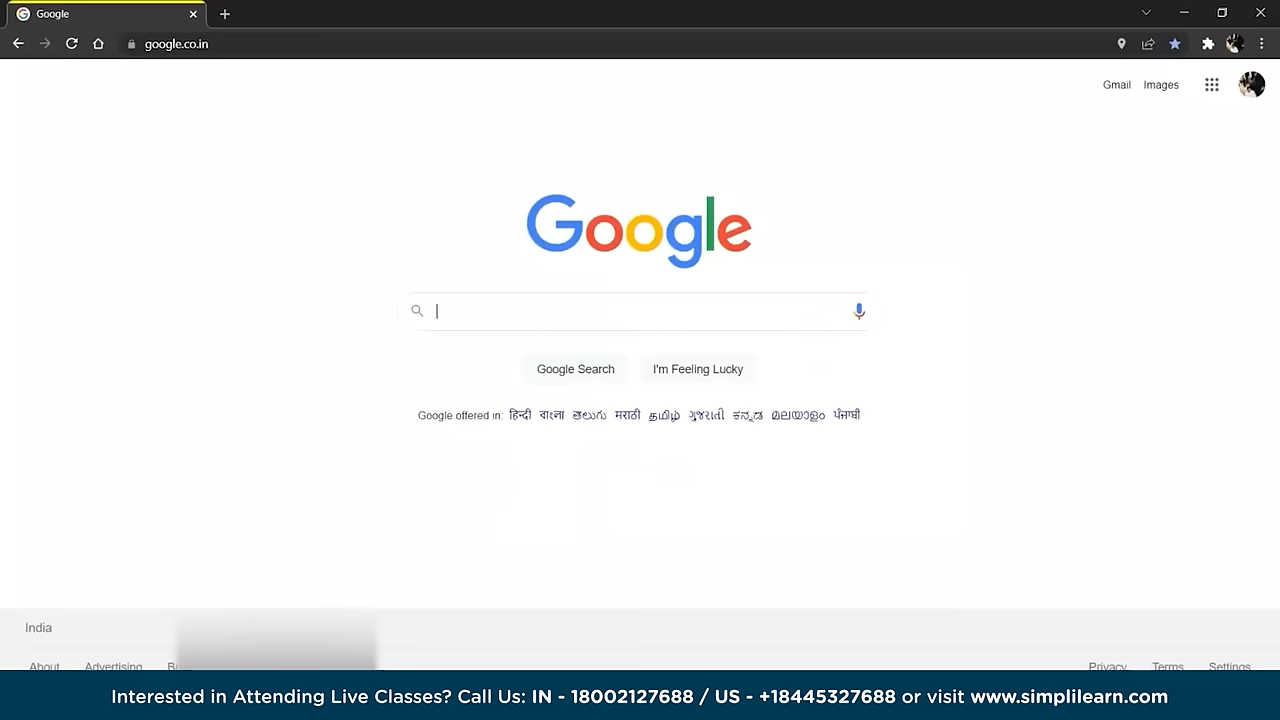 Google
google.co.in
Gmail Images
Google
Google Search I'm Feeling Lucky
Google offered in: हिन्दी বাংলা తెలుగు मराठी தமிழ் ગુજરાતી ಕನ್ನಡ മലയാളം ਪੰਜਾਬੀ
India
About Advertising Privacy Terms Settings
Interested in Attending Live Classes? Call Us: IN - 18002127688 / US - +18445327688 or visit www.simplilearn.com